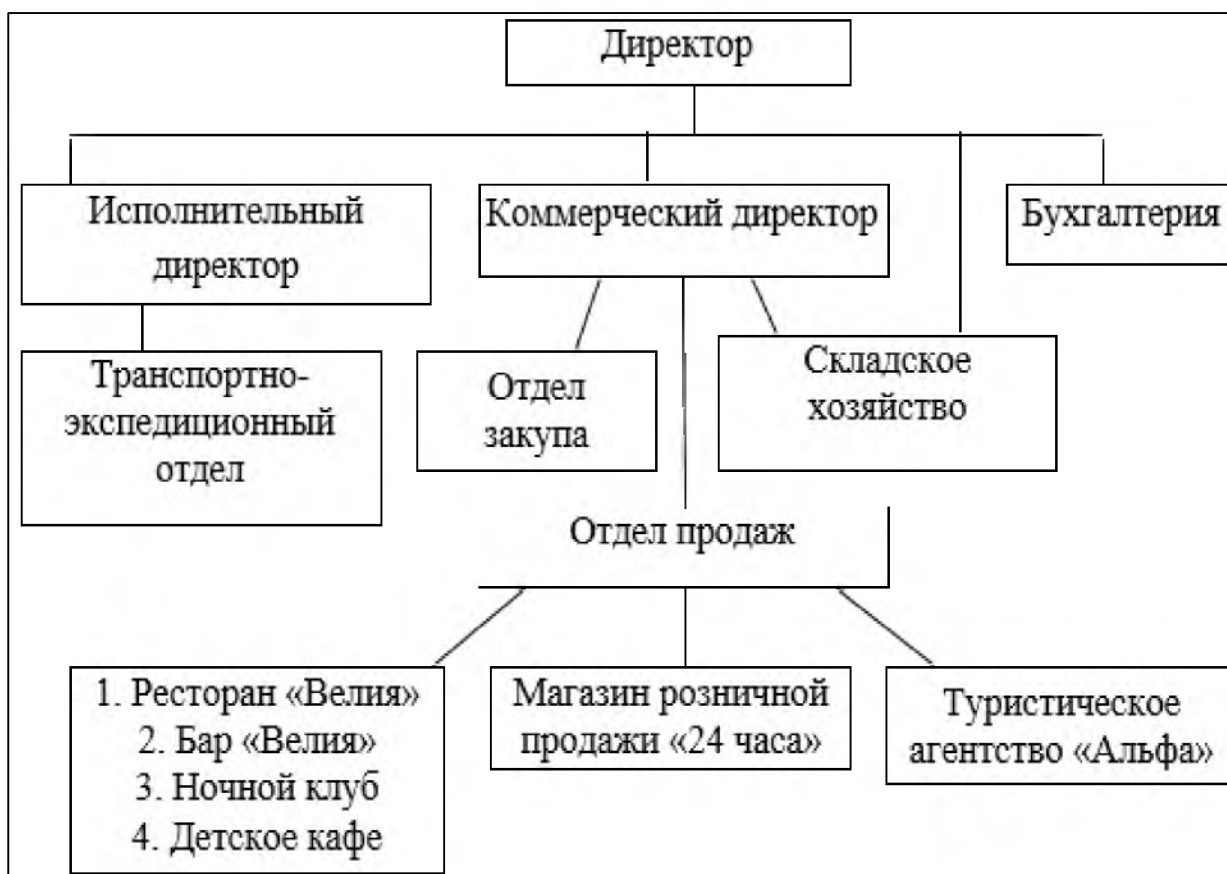 Директор
Исполнительный
директор
Коммерческий директор
Бухгалтерия
Транспортно-
экспедиционный
отдел
Отдел
закупа
Складское
хозяйство
Отдел продаж
1. Ресторан «Велия»
2. Бар «Велия»
3. Ночной клуб
4. Детское кафе
Магазин розничной
продажи «24 часа»
Туристическое
агентство «Альфа»